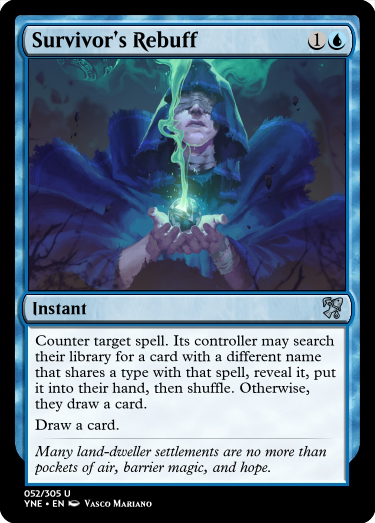 Survivor's Rebuff 1
Instant
Counter target spell. Its controller may search
their library for a card with a different name
that shares a type with that spell, reveal it, put
it into their hand, then shuffle. Otherwise,
they draw a card.
Draw a card.
Many land-dweller settlements are no more than
pockets of air, barrier magic, and hope.
052/305 U
YNE • EN Vasco Mariano